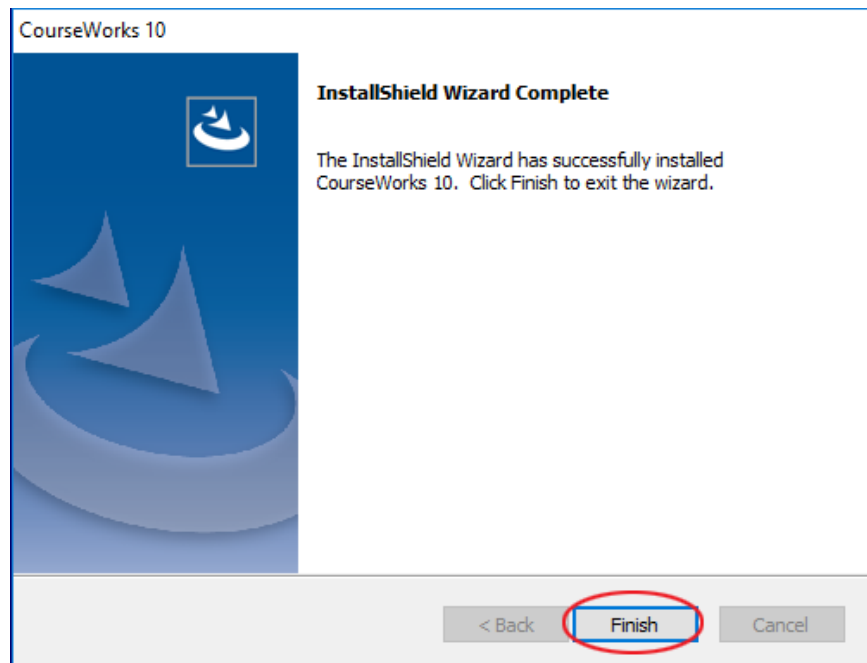 CourseWorks 10
InstallShield Wizard Complete
The InstallShield Wizard has successfully installed
CourseWorks 10.  Click Finish to exit the wizard.
< Back
Finish
Cancel